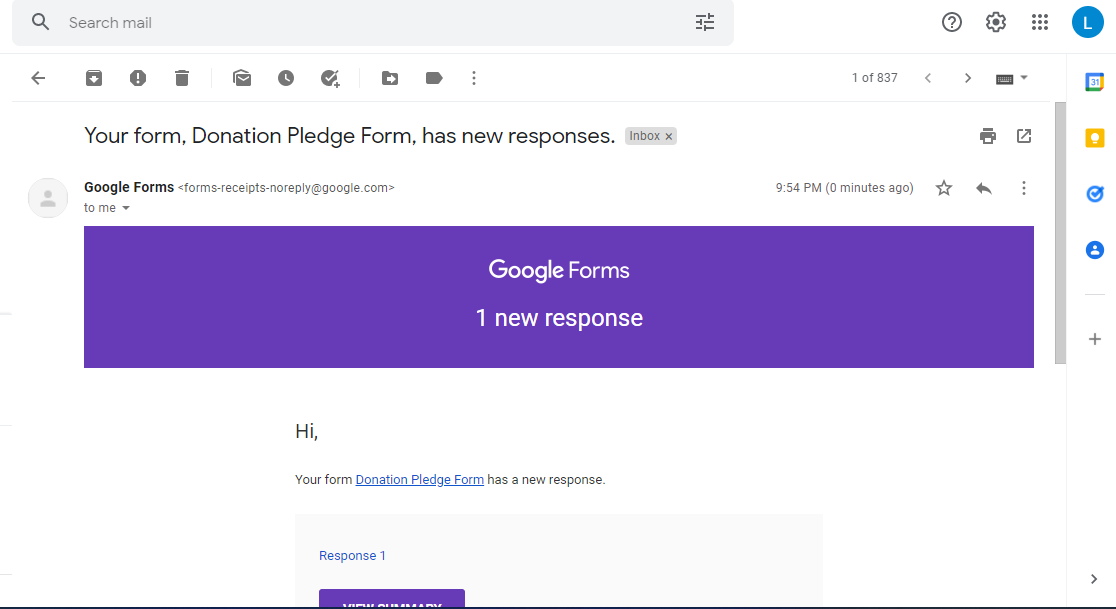 Search mail
L
1 of 837
31
Your form, Donation Pledge Form, has new responses. Inbox ×
Google Forms <forms-receipts-noreply@google.com>
9:54 PM (0 minutes ago)
to me
Google Forms
1 new response
Hi,
Your form Donation Pledge Form has a new response.
Response 1
VIEW SUMMARY